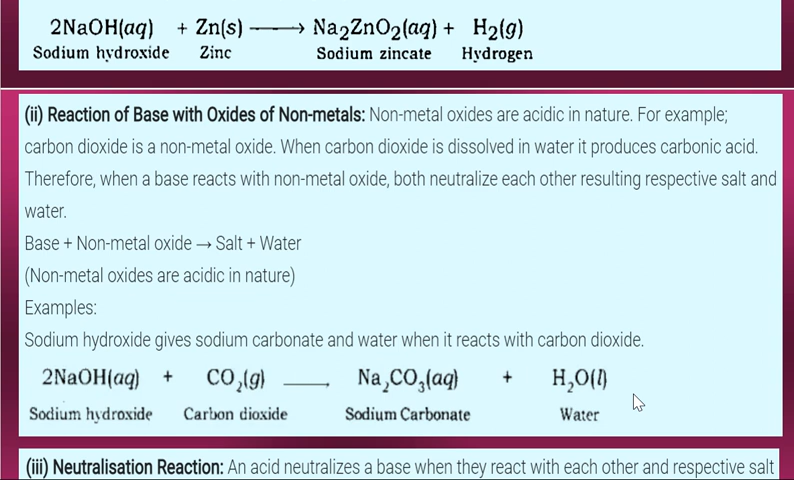 2NaOH(aq) + Zn(s) ⟶ Na₂ZnO₂(aq) + H₂(g)
Sodium hydroxide Zinc Sodium zincate Hydrogen
(ii) Reaction of Base with Oxides of Non-metals: Non-metal oxides are acidic in nature. For example;
carbon dioxide is a non-metal oxide. When carbon dioxide is dissolved in water it produces carbonic acid.
Therefore, when a base reacts with non-metal oxide, both neutralize each other resulting respective salt and
water.
Base + Non-metal oxide → Salt + Water
(Non-metal oxides are acidic in nature)
Examples:
Sodium hydroxide gives sodium carbonate and water when it reacts with carbon dioxide.
2NaOH(aq) + CO₂(g) ⟶ Na₂CO₃(aq) + H₂O(l)
Sodium hydroxide Carbon dioxide Sodium Carbonate Water
(iii) Neutralisation Reaction: An acid neutralizes a base when they react with each other and respective salt